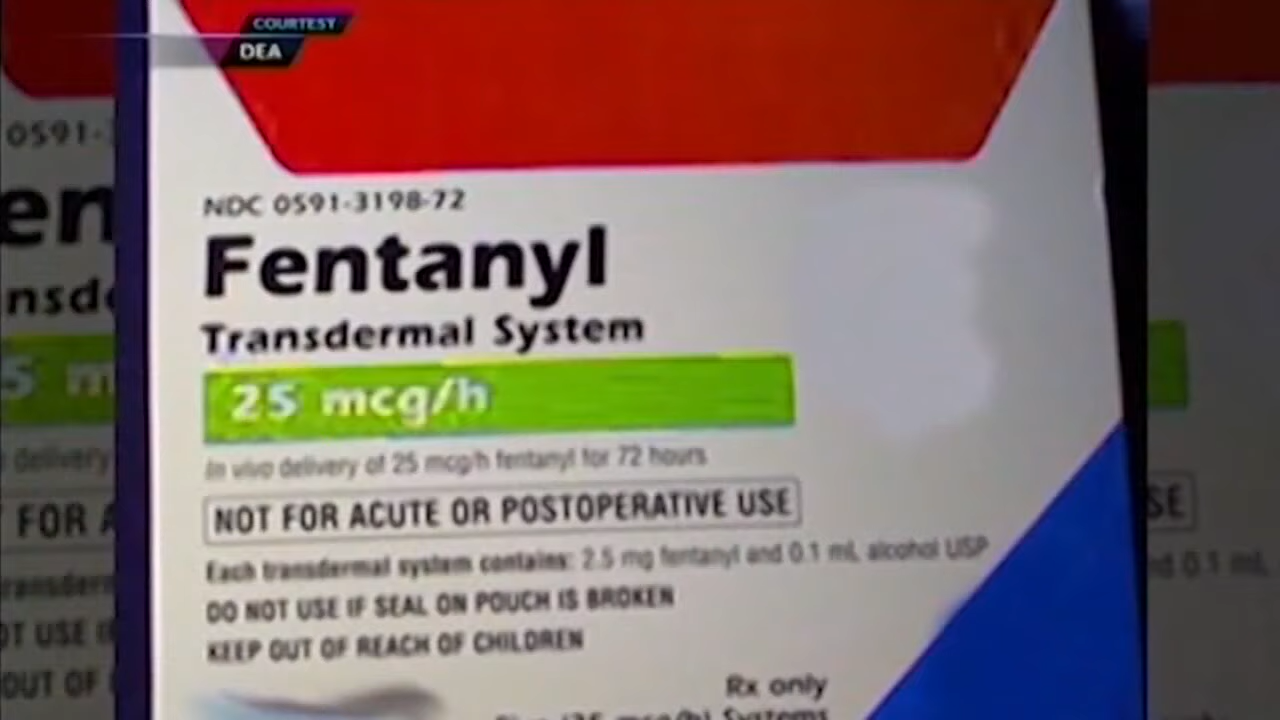 COURTESY
DEA
NDC 0591-3198-72
Fentanyl
Transdermal System
25 mcg/h
In vivo delivery of 25 mcg/h fentanyl for 72 hours
NOT FOR ACUTE OR POSTOPERATIVE USE
Each transdermal system contains: 2.5 mg fentanyl and 0.1 mL alcohol USP
DO NOT USE IF SEAL ON POUCH IS BROKEN
KEEP OUT OF REACH OF CHILDREN
Rx only
(25 mcg/h) Systems